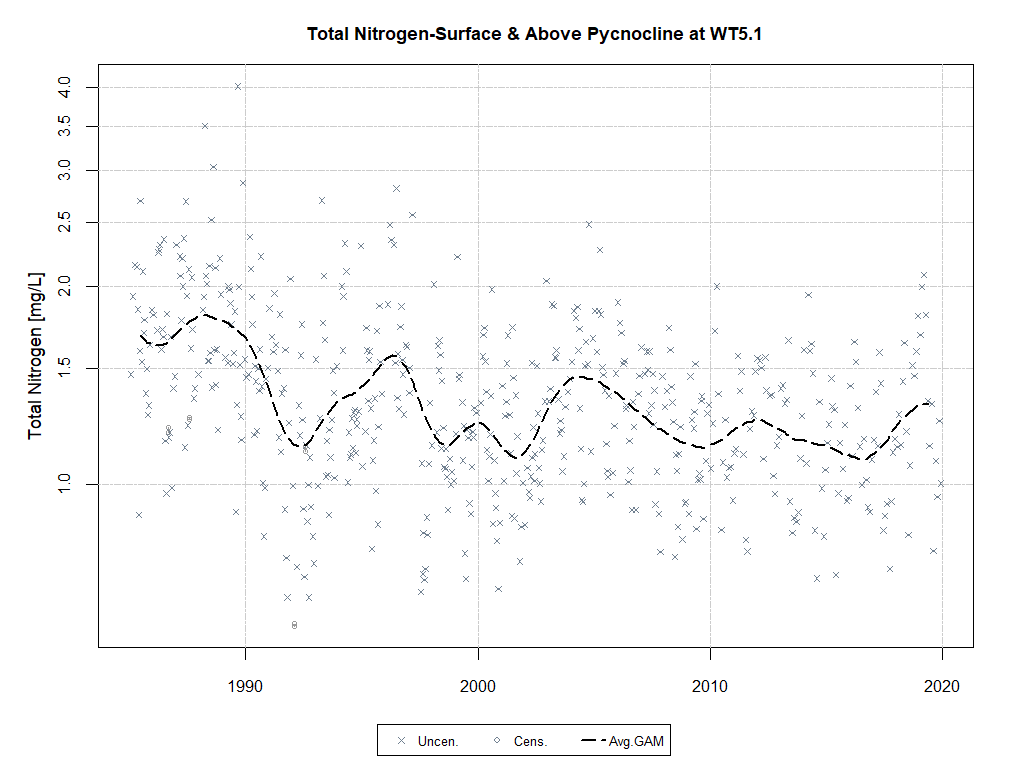 Total Nitrogen-Surface & Above Pycnocline at WT5.1
Total Nitrogen [mg/L]
4.0
3.5
3.0
2.5
2.0
1.5
1.0
1990 2000 2010 2020
Uncen. Cens. Avg.GAM